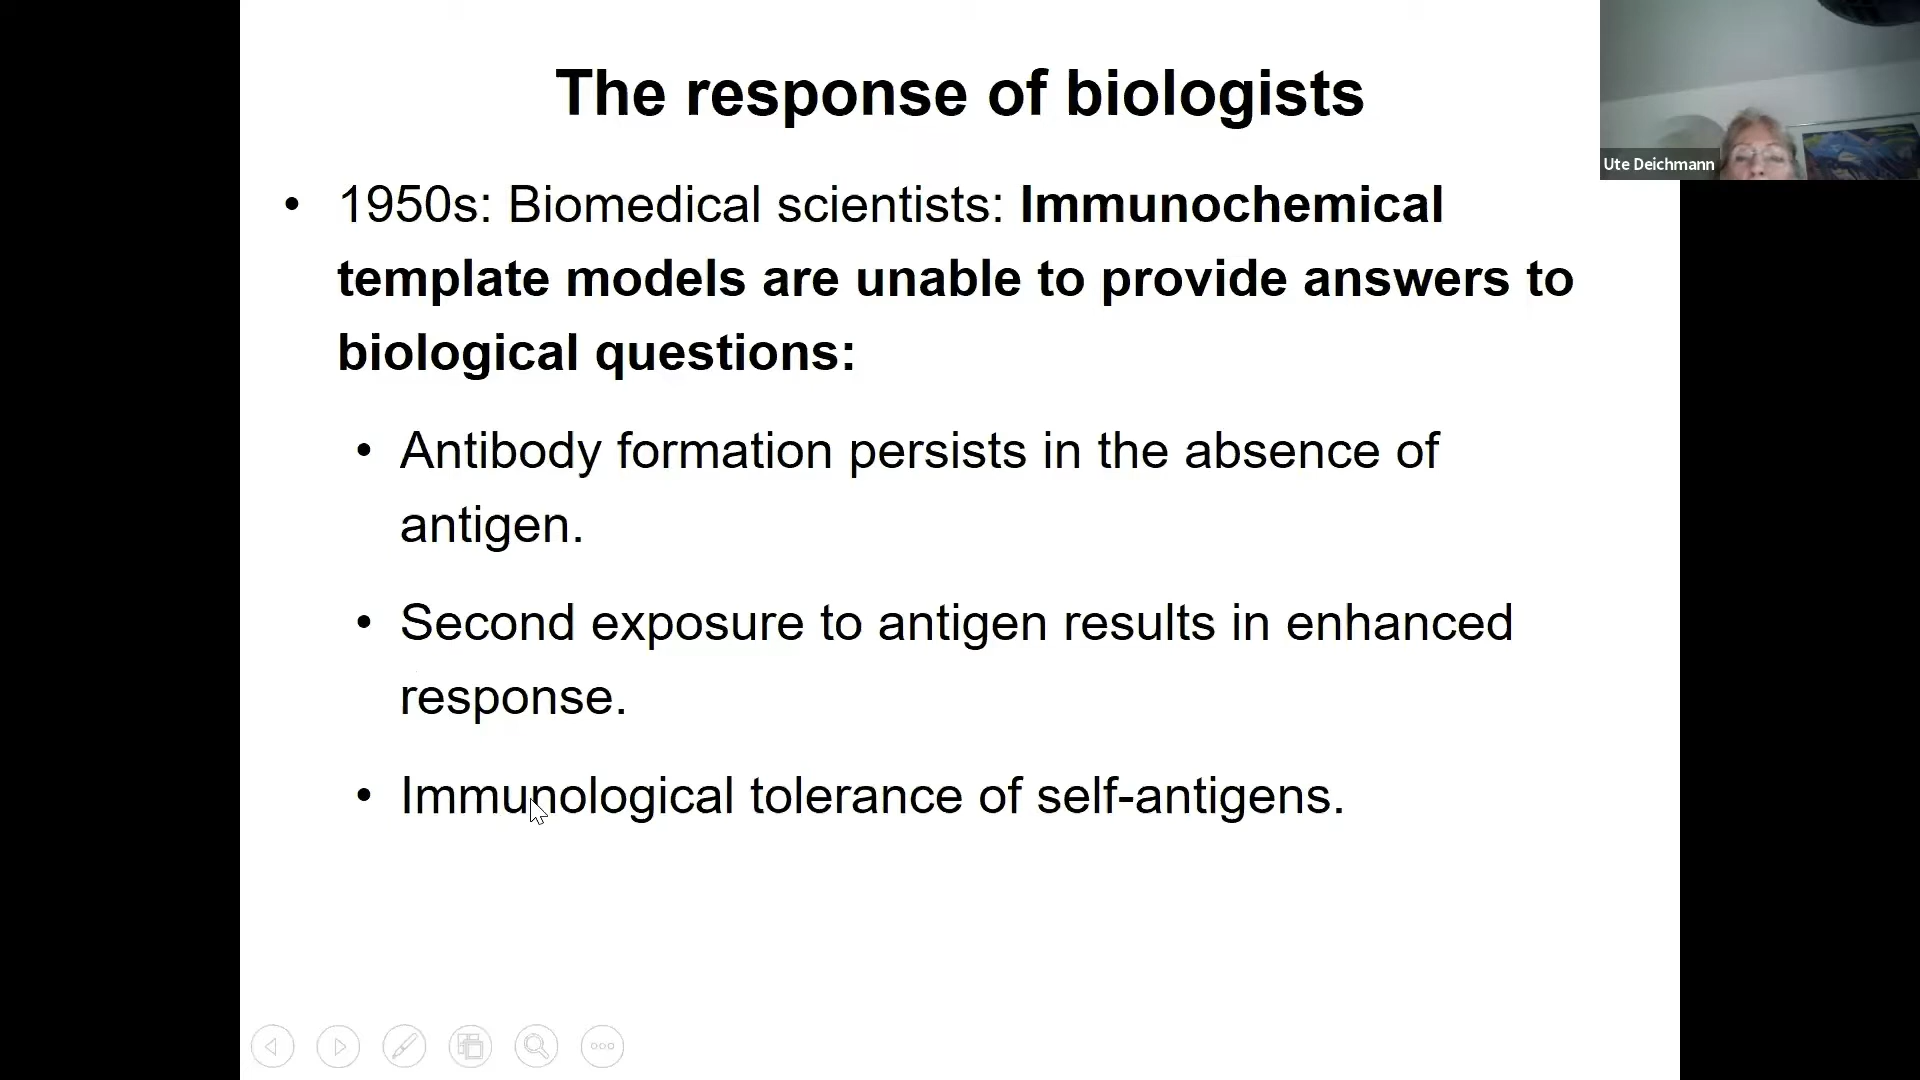 The response of biologists
Ute Deichmann
• 1950s: Biomedical scientists: Immunochemical
template models are unable to provide answers to
biological questions:
• Antibody formation persists in the absence of
antigen.
• Second exposure to antigen results in enhanced
response.
• Immunological tolerance of self-antigens.